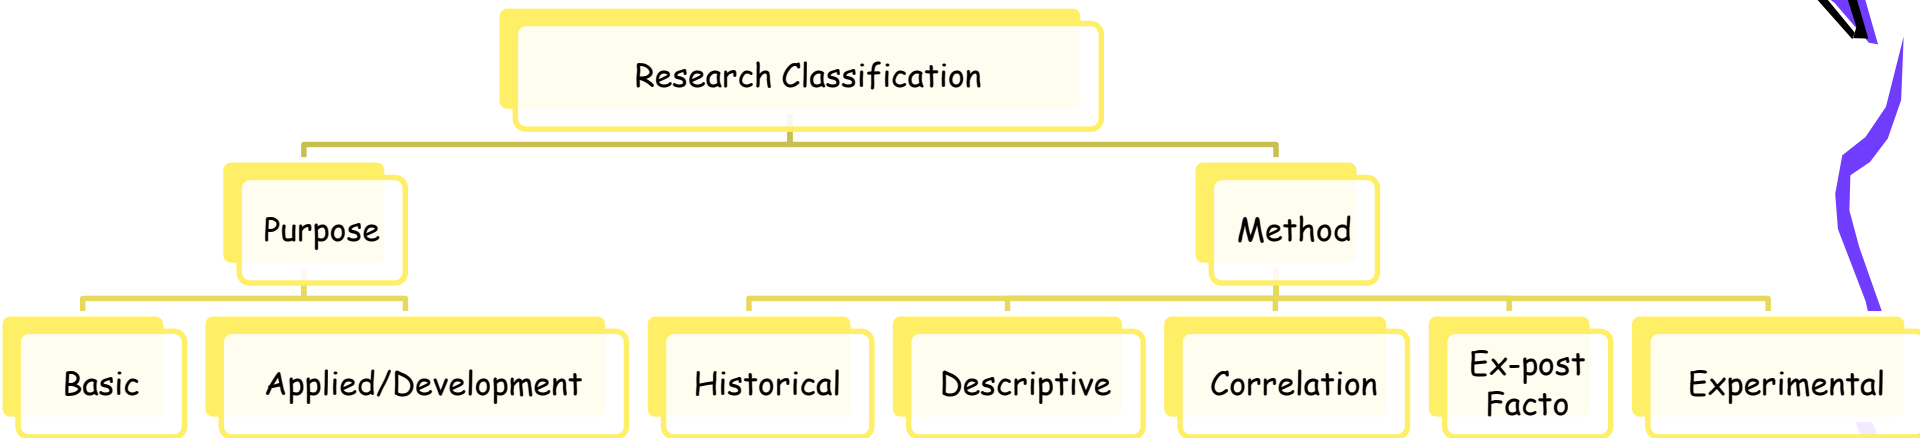 Research Classification
Purpose
Method
Basic
Applied/Development
Historical
Descriptive
Correlation
Ex-post
Facto
Experimental